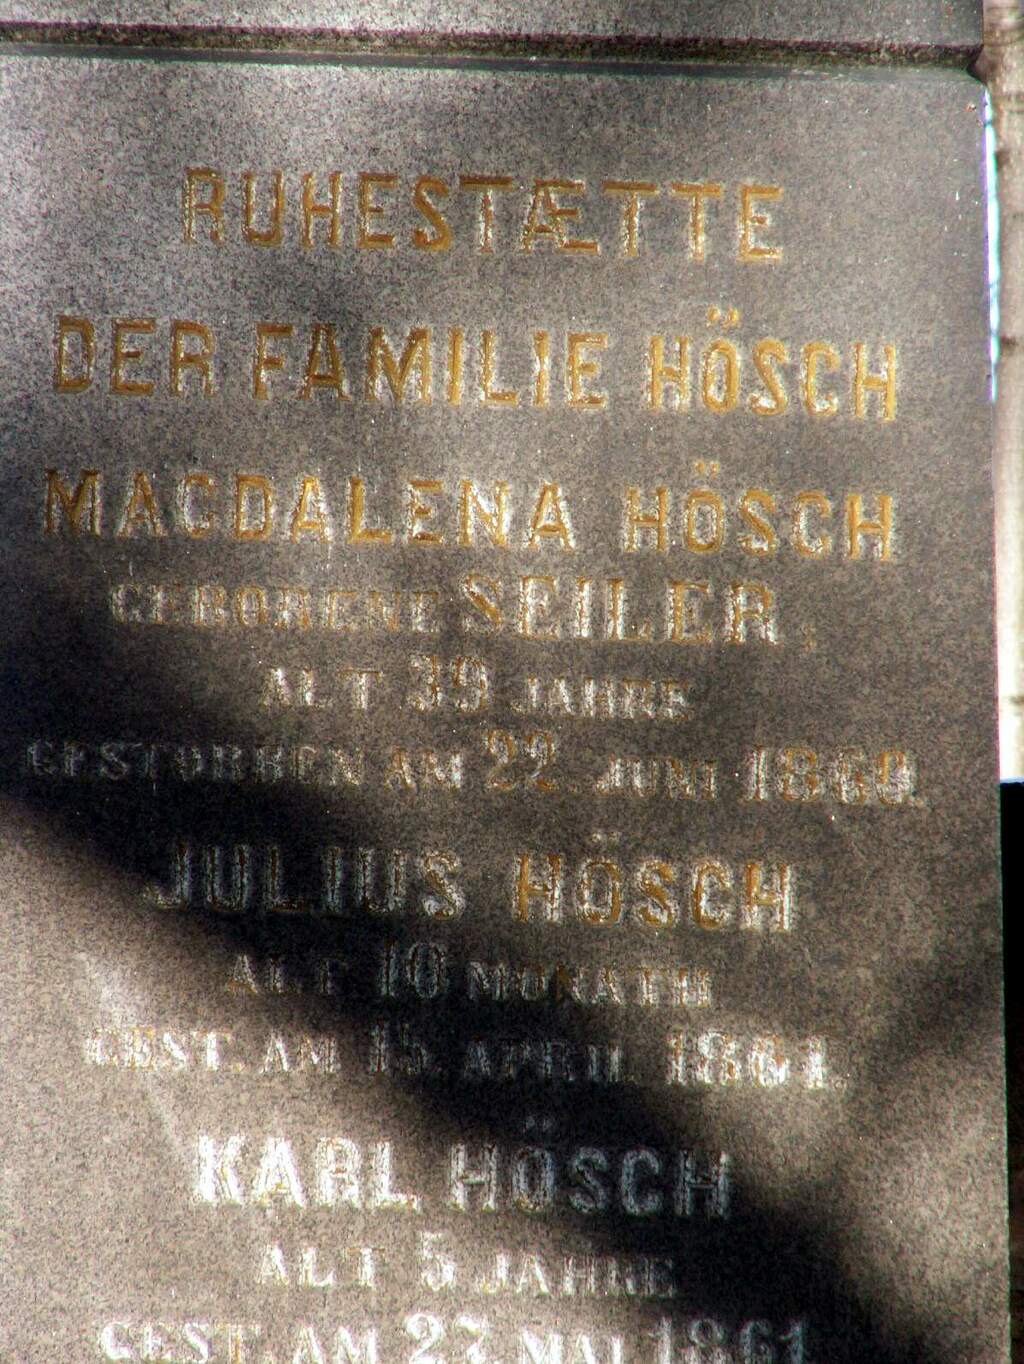 RUHESTÆTTE
DER FAMILIE HÖSCH
MAGDALENA HÖSCH
GEBORENE SEILER,
ALT 39 JAHRE
GESTORBEN AM 22. JUNI 1860.
JULIUS HÖSCH
ALT 10 MONATH
GEST. AM 15. APRIL 1861.
KARL HÖSCH
ALT 5 JAHRE
GEST. AM 27. MAI 1861